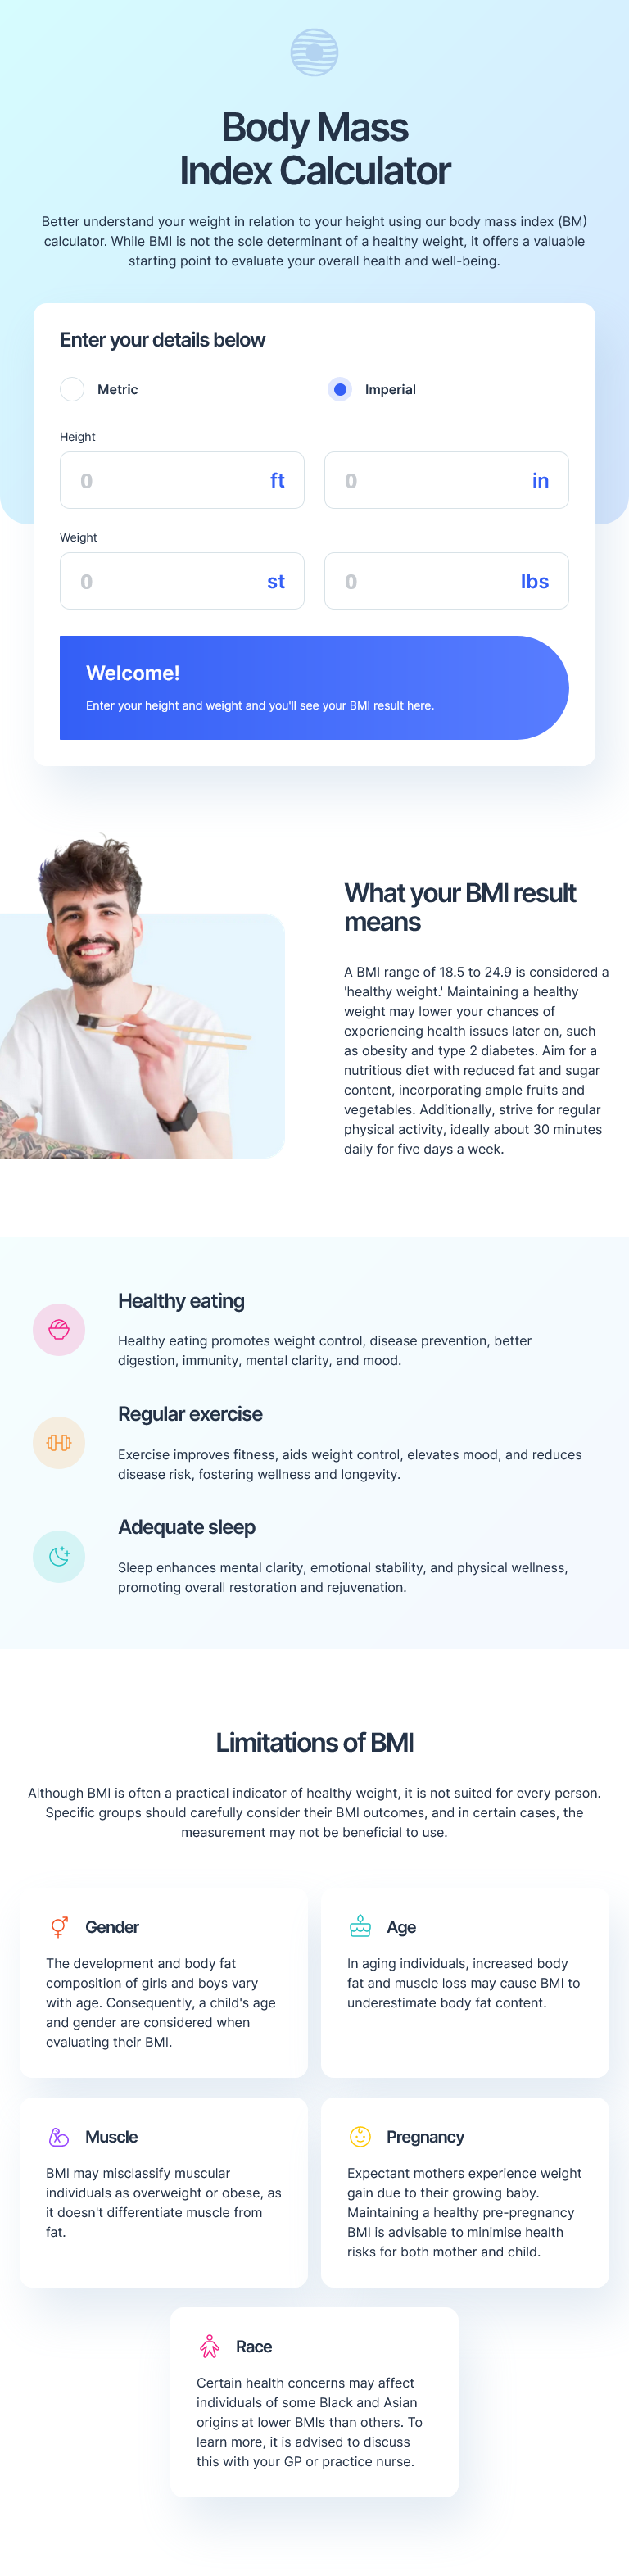 Body Mass
Index Calculator
Better understand your weight in relation to your height using our body mass index (BM)
calculator. While BMI is not the sole determinant of a healthy weight, it offers a valuable
starting point to evaluate your overall health and well-being.
Enter your details below
Metric
Imperial
Height
0 ft
0 in
Weight
0 st
0 lbs
Welcome!
Enter your height and weight and you'll see your BMI result here.
What your BMI result
means
A BMI range of 18.5 to 24.9 is considered a
'healthy weight.' Maintaining a healthy
weight may lower your chances of
experiencing health issues later on, such
as obesity and type 2 diabetes. Aim for a
nutritious diet with reduced fat and sugar
content, incorporating ample fruits and
vegetables. Additionally, strive for regular
physical activity, ideally about 30 minutes
daily for five days a week.
Healthy eating
Healthy eating promotes weight control, disease prevention, better
digestion, immunity, mental clarity, and mood.
Regular exercise
Exercise improves fitness, aids weight control, elevates mood, and reduces
disease risk, fostering wellness and longevity.
Adequate sleep
Sleep enhances mental clarity, emotional stability, and physical wellness,
promoting overall restoration and rejuvenation.
Limitations of BMI
Although BMI is often a practical indicator of healthy weight, it is not suited for every person.
Specific groups should carefully consider their BMI outcomes, and in certain cases, the
measurement may not be beneficial to use.
Gender
The development and body fat
composition of girls and boys vary
with age. Consequently, a child's age
and gender are considered when
evaluating their BMI.
Age
In aging individuals, increased body
fat and muscle loss may cause BMI to
underestimate body fat content.
Muscle
BMI may misclassify muscular
individuals as overweight or obese, as
it doesn't differentiate muscle from
fat.
Pregnancy
Expectant mothers experience weight
gain due to their growing baby.
Maintaining a healthy pre-pregnancy
BMI is advisable to minimise health
risks for both mother and child.
Race
Certain health concerns may affect
individuals of some Black and Asian
origins at lower BMIs than others. To
learn more, it is advised to discuss
this with your GP or practice nurse.